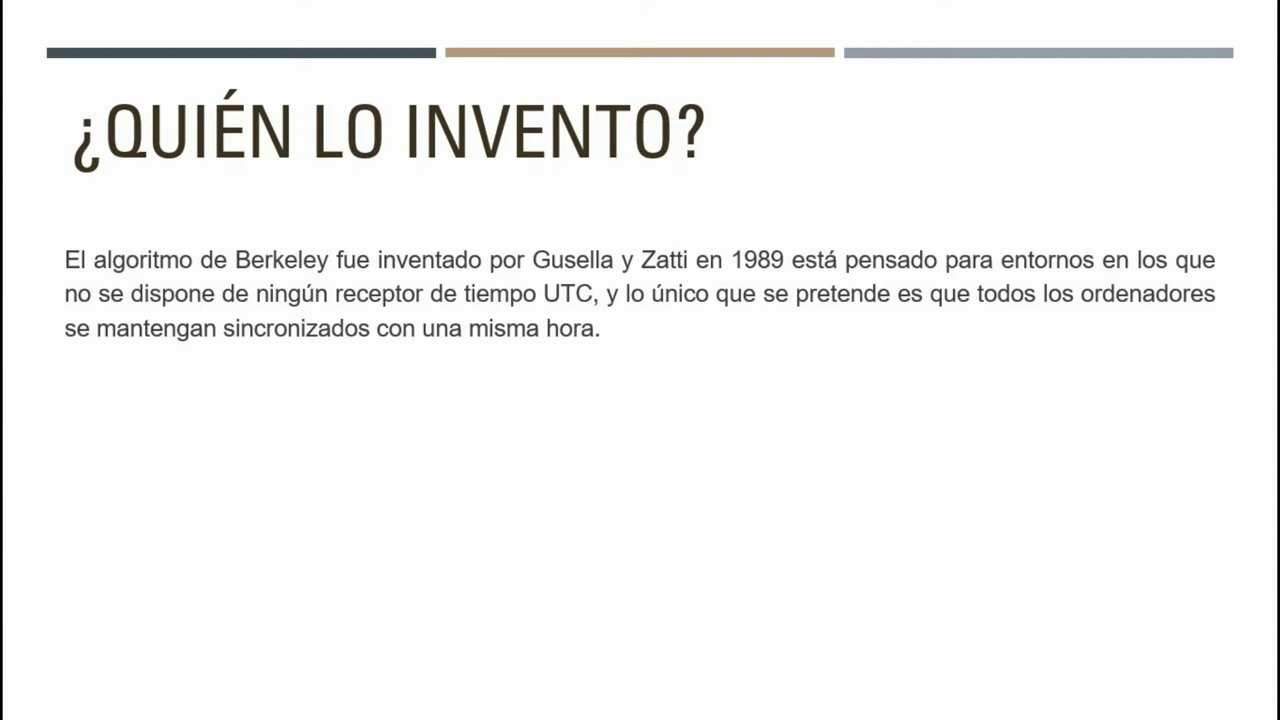 ¿QUIÉN LO INVENTO?
El algoritmo de Berkeley fue inventado por Gusella y Zatti en 1989 está pensado para entornos en los que
no se dispone de ningún receptor de tiempo UTC, y lo único que se pretende es que todos los ordenadores
se mantengan sincronizados con una misma hora.